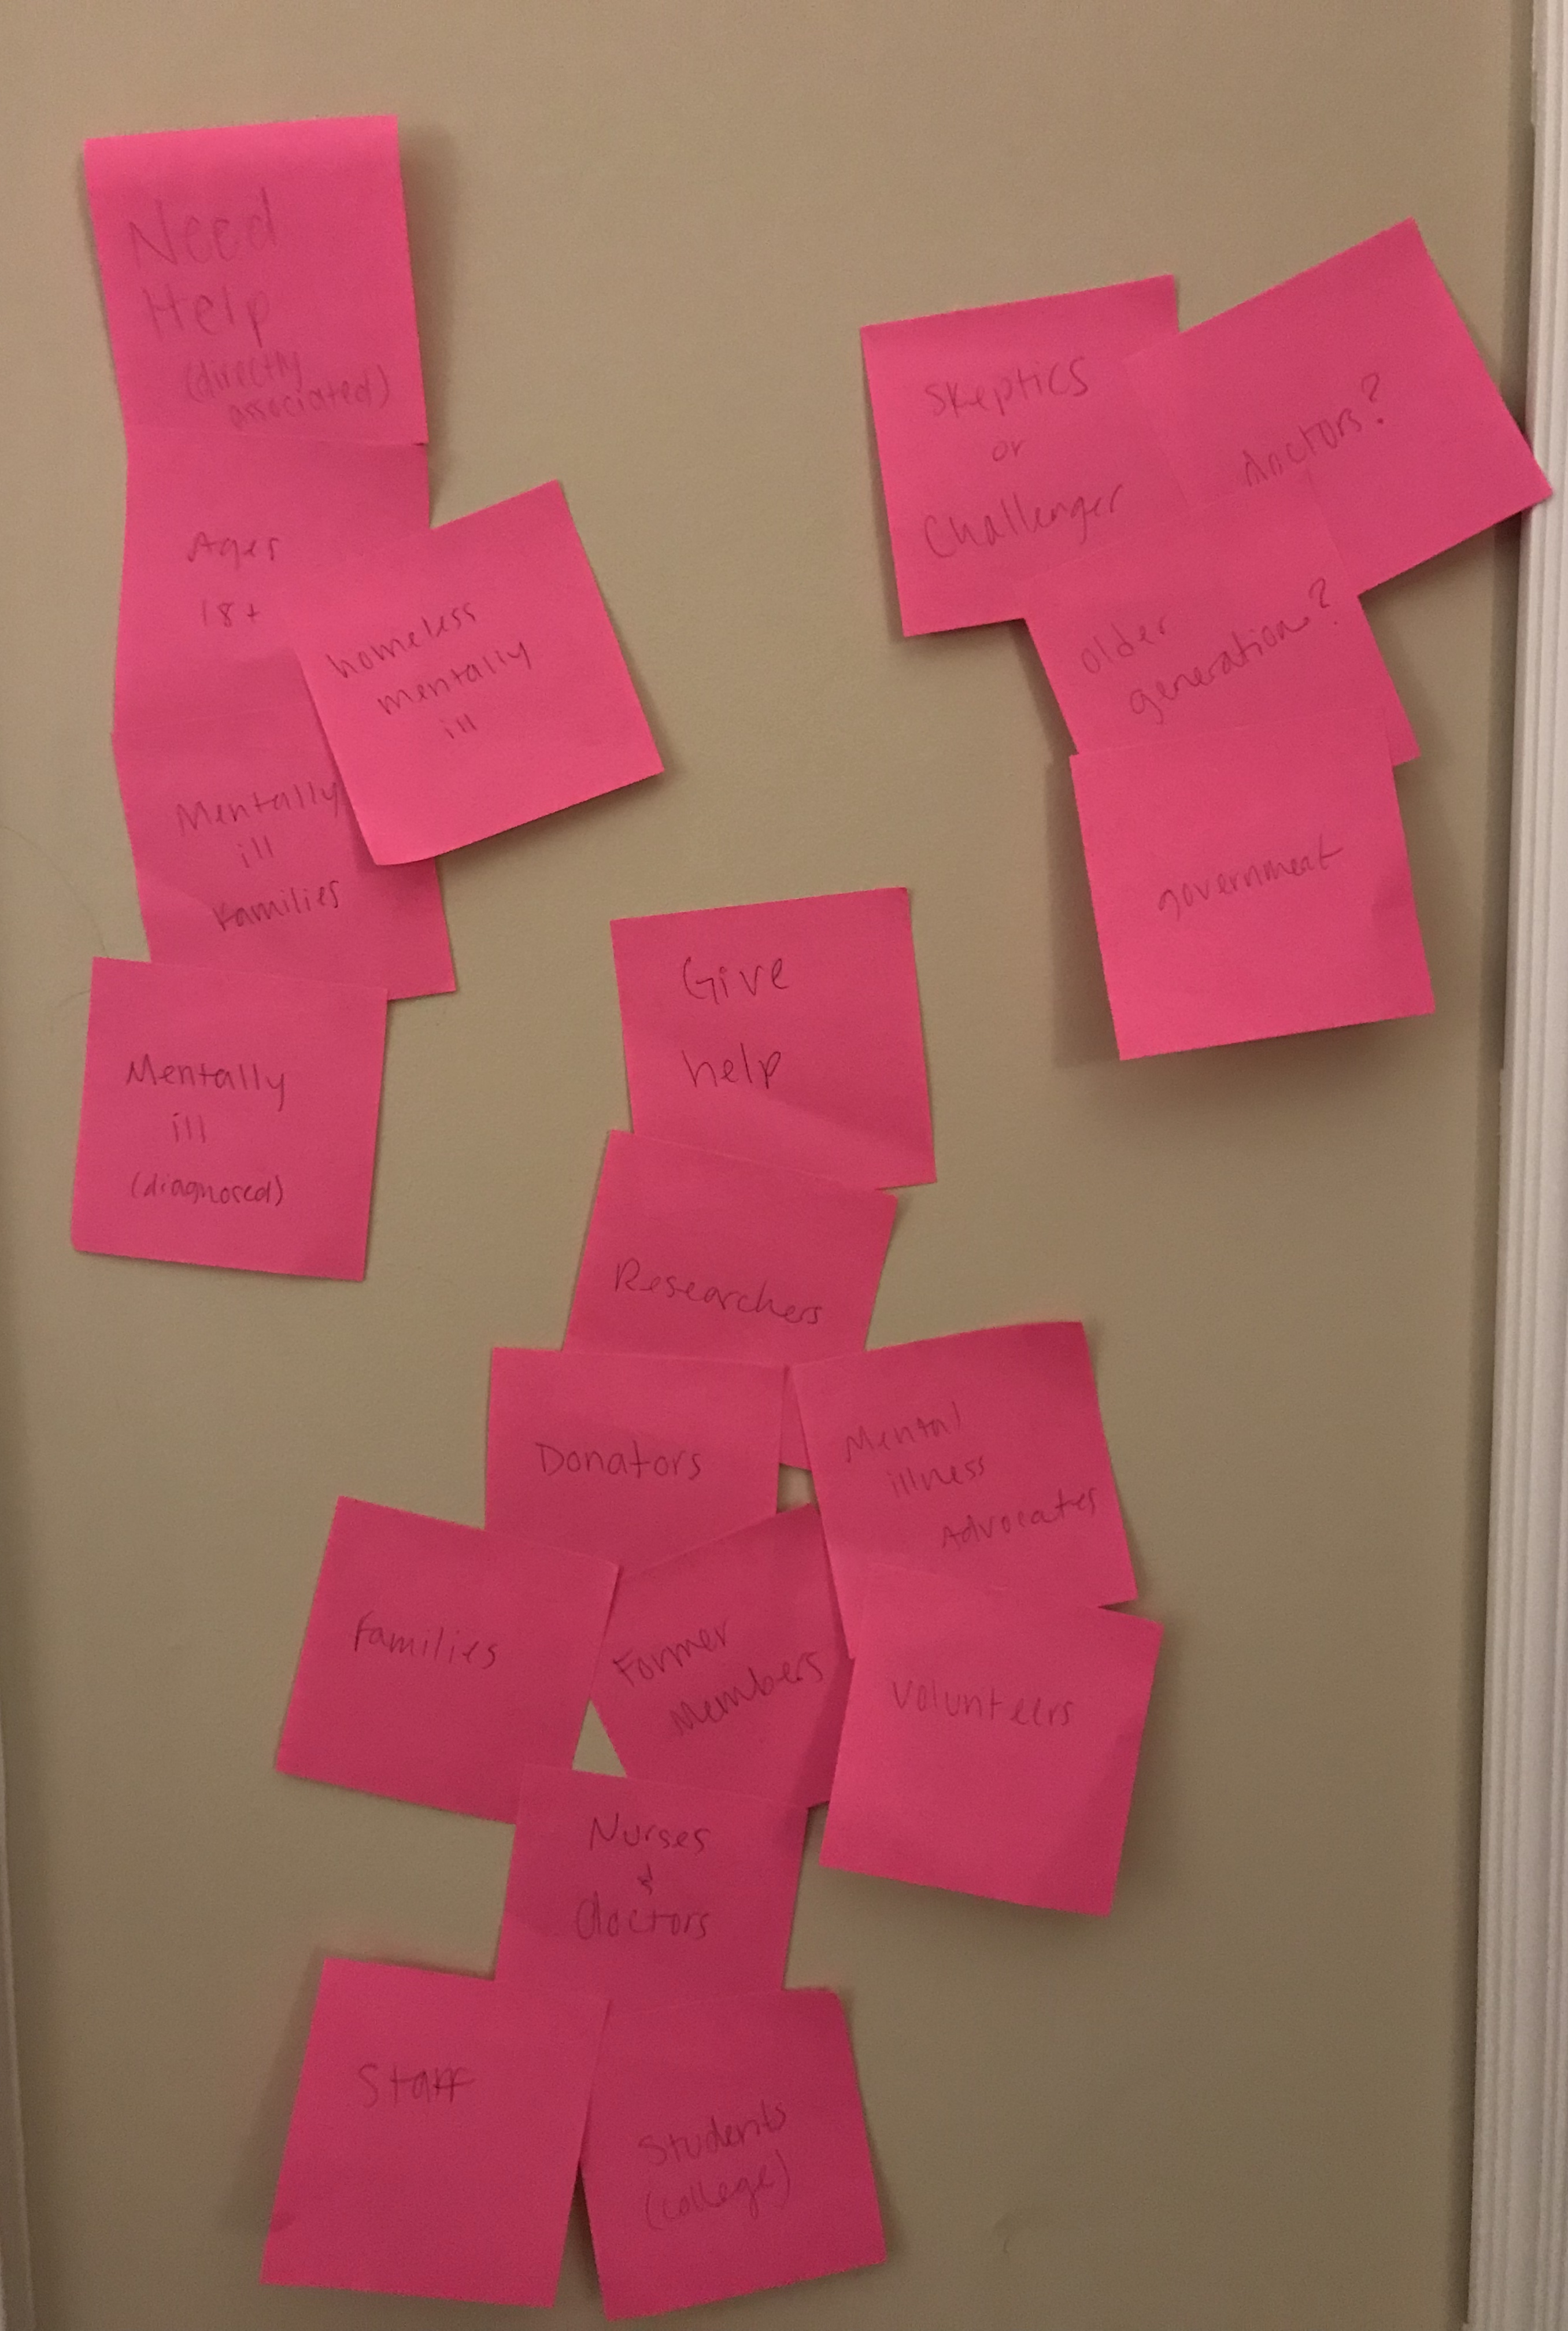 Need
Help
(directly
associated)
Ages
18+
homeless
mentally
ill
Mentally
ill
Families
Mentally
ill
(diagnosed)
Skeptics
or
Challenger
doctors?
older
generation?
government
Give
help
Researchers
Donators
Mental
illness
Advocates
Families
Former
Members
Volunteers
Nurses
&
doctors
Staff
Students
(college)